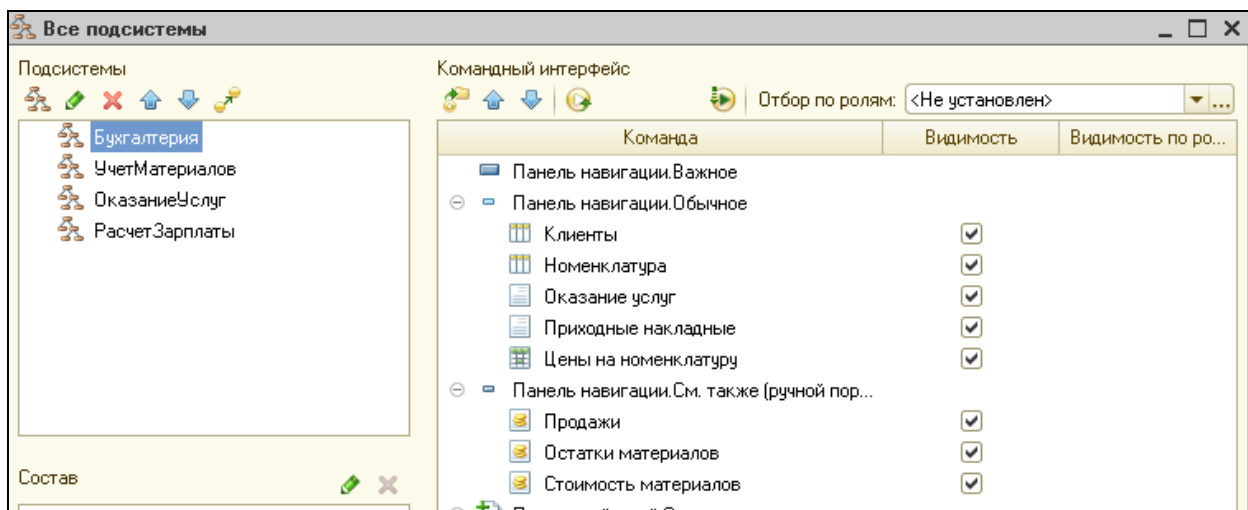 Все подсистемы
Подсистемы
Командный интерфейс
Отбор по ролям: <Не установлен>
Команда Видимость Видимость по ро...
Бухгалтерия
УчетМатериалов
ОказаниеУслуг
РасчетЗарплаты
Панель навигации.Важное
Панель навигации.Обычное
Клиенты
Номенклатура
Оказание услуг
Приходные накладные
Цены на номенклатуру
Панель навигации.См. также (ручной пор...
Продажи
Остатки материалов
Стоимость материалов
Состав